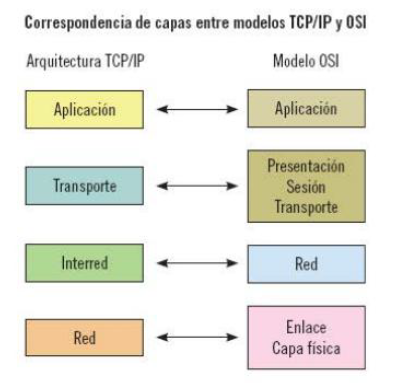 Correspondencia de capas entre modelos TCP/IP y OSI
Arquitectura TCP/IP
Modelo OSI
Aplicación
Aplicación
Transporte
Presentación
Sesión
Transporte
Interred
Red
Red
Enlace
Capa física